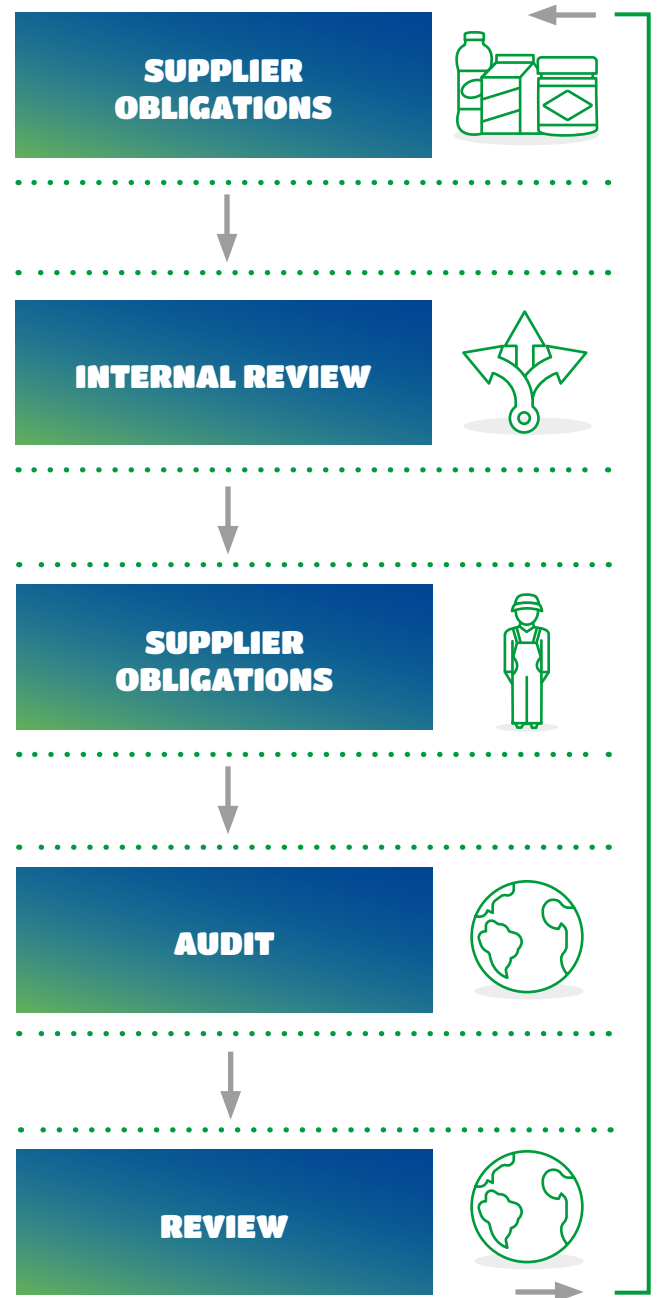 SUPPLIER
OBLIGATIONS
INTERNAL REVIEW
SUPPLIER
OBLIGATIONS
AUDIT
REVIEW